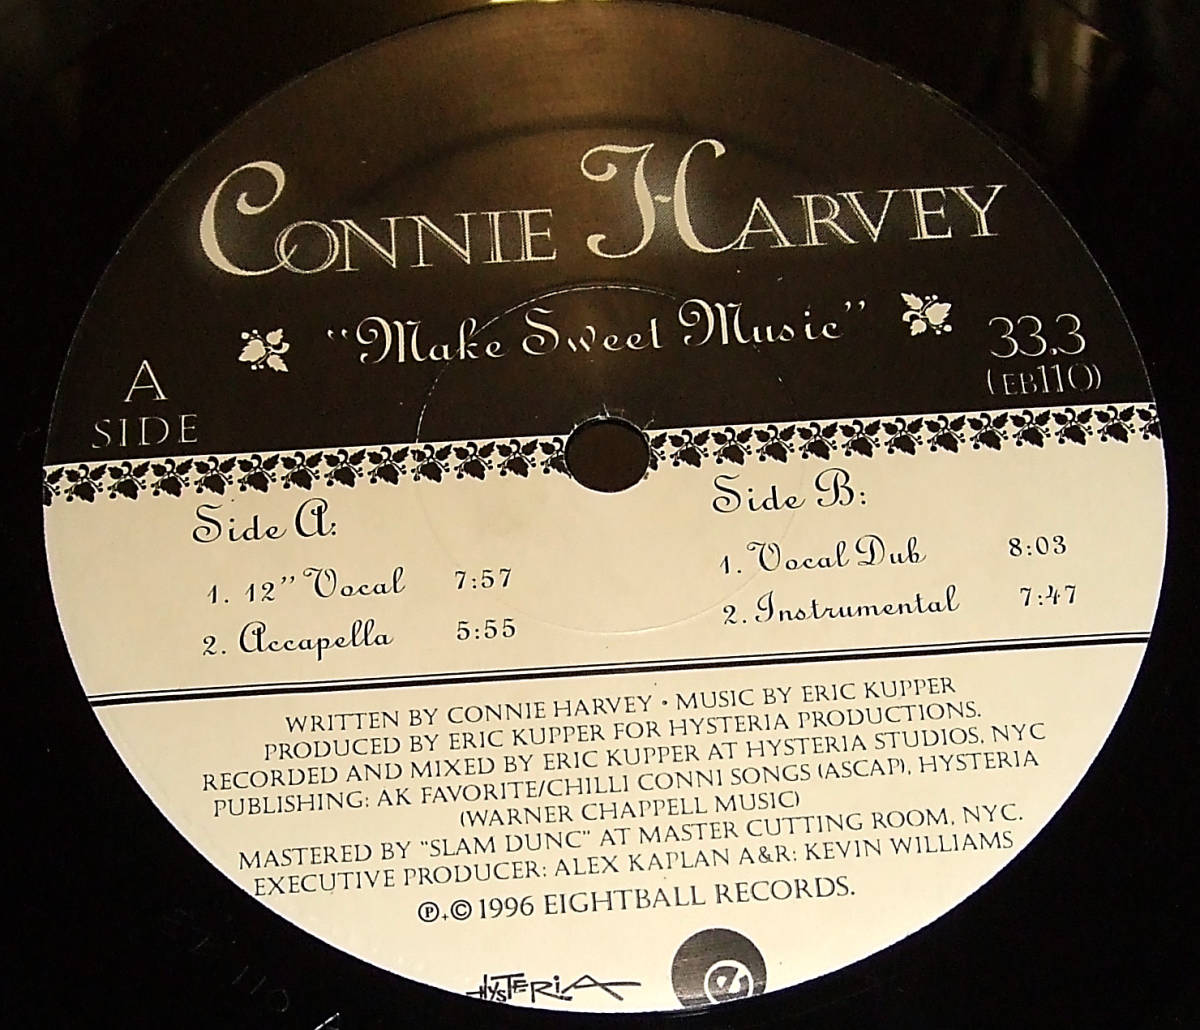 CONNIE HARVEY
"Make Sweet Music"
A
SIDE
33.3
(EB110)
Side A:
1. 12" Vocal 7:57
2. Accapella 5:55
Side B:
1. Vocal Dub 8:03
2. Instrumental 7:47
WRITTEN BY CONNIE HARVEY • MUSIC BY ERIC KUPPER
PRODUCED BY ERIC KUPPER FOR HYSTERIA PRODUCTIONS.
RECORDED AND MIXED BY ERIC KUPPER AT HYSTERIA STUDIOS, NYC
PUBLISHING: AK FAVORITE/CHILLI CONNI SONGS (ASCAP), HYSTERIA
(WARNER CHAPPELL MUSIC)
MASTERED BY "SLAM DUNC" AT MASTER CUTTING ROOM, NYC.
EXECUTIVE PRODUCER: ALEX KAPLAN A&R: KEVIN WILLIAMS
℗,© 1996 EIGHTBALL RECORDS.
HYSTERIA